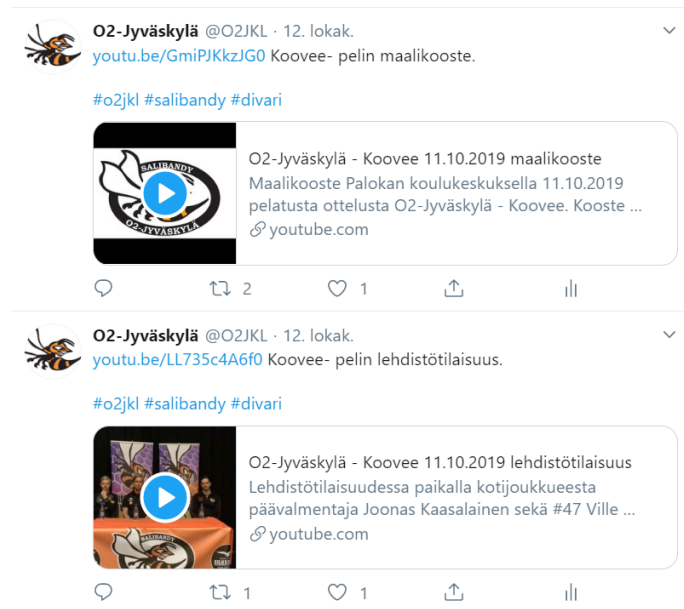 O2-Jyväskylä @O2JKL · 12. lokak.
youtu.be/GmiPJKkzJG0 Koovee- pelin maalikooste.
#o2jkl #salibandy #divari
SALIBANDY
O2-JYVÄSKYLÄ
O2-Jyväskylä - Koovee 11.10.2019 maalikooste
Maalikooste Palokan koulukeskuksella 11.10.2019
pelatusta ottelusta O2-Jyväskylä - Koovee. Kooste ...
youtube.com
2 1
O2-Jyväskylä @O2JKL · 12. lokak.
youtu.be/LL735c4A6f0 Koovee- pelin lehdistötilaisuus.
#o2jkl #salibandy #divari
SALIBANDY
O2-Jyväskylä - Koovee 11.10.2019 lehdistötilaisuus
Lehdistötilaisuudessa paikalla kotijoukkueesta
päävalmentaja Joonas Kaasalainen sekä #47 Ville ...
youtube.com
1 1